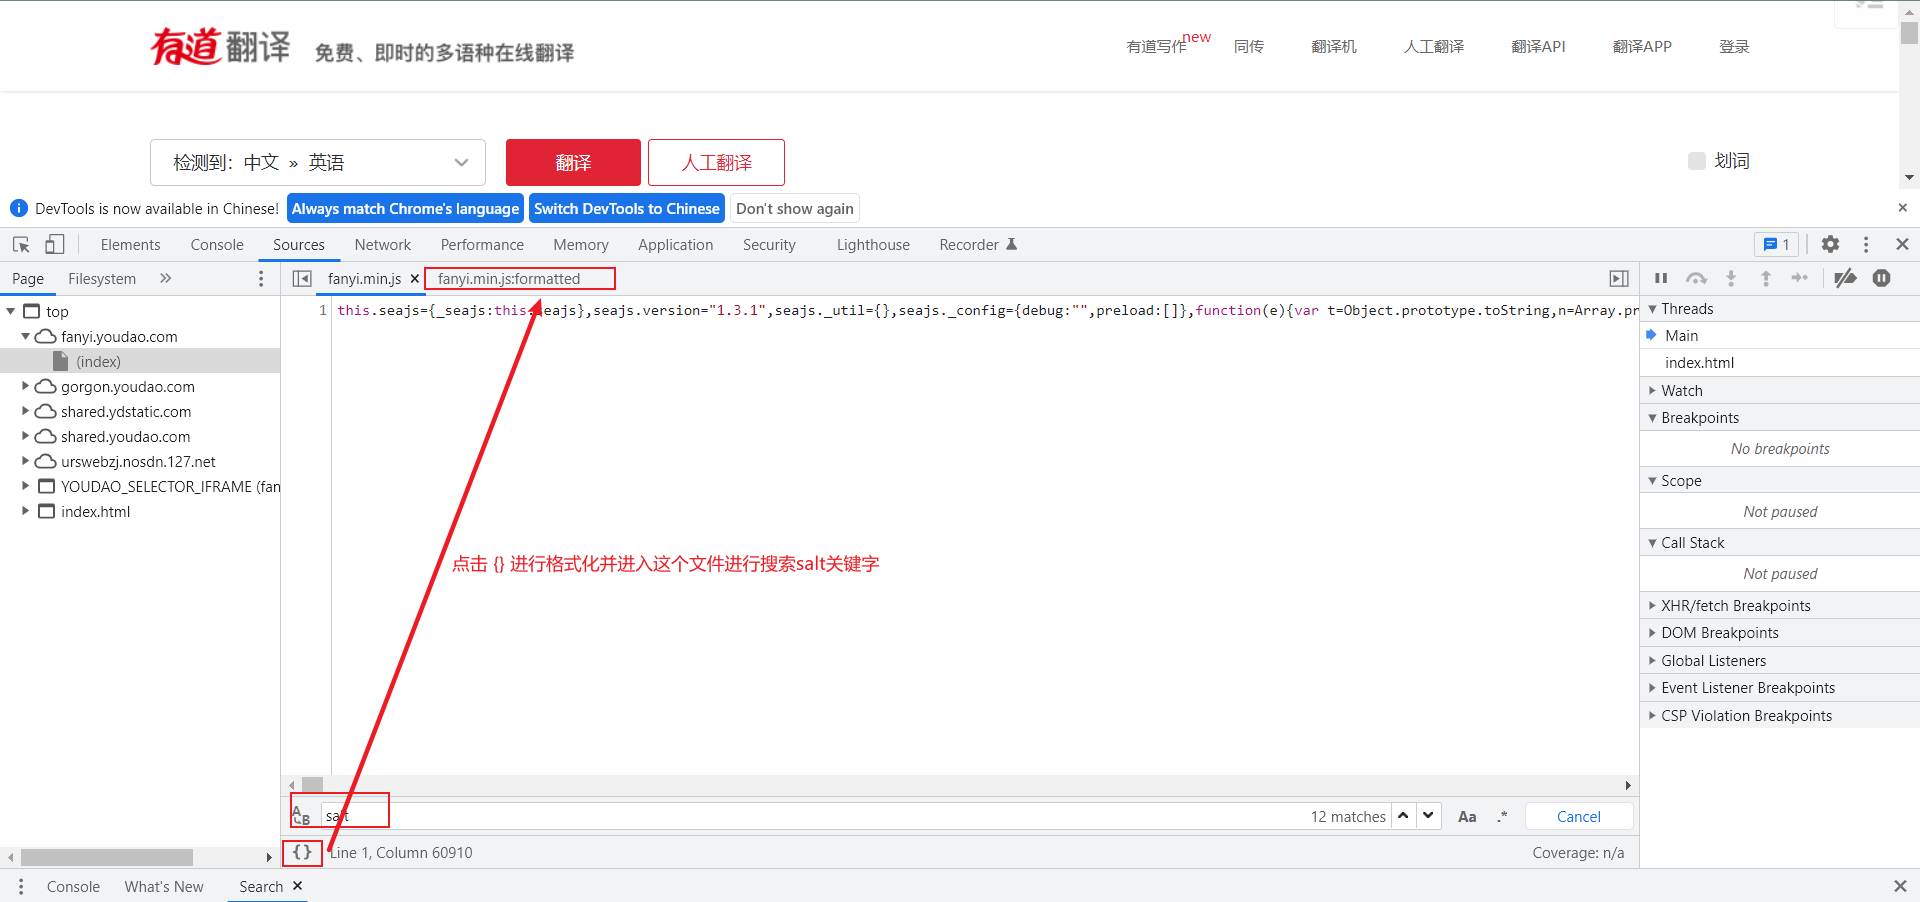 有道翻译 免费、即时的多语种在线翻译
有道写作 new 同传 翻译机 人工翻译 翻译API 翻译APP 登录
检测到：中文 » 英语 翻译 人工翻译 划词
DevTools is now available in Chinese! Always match Chrome's language Switch DevTools to Chinese Don't show again
Elements Console Sources Network Performance Memory Application Security Lighthouse Recorder 1
Page Filesystem
fanyi.min.js fanyi.min.js:formatted
top
fanyi.youdao.com
(index)
gorgon.youdao.com
shared.ydstatic.com
shared.youdao.com
urswebzj.nosdn.127.net
YOUDAO_SELECTOR_IFRAME (fan
index.html
1 this.seajs={_seajs:this.seajs},seajs.version="1.3.1",seajs._util={},seajs._config={debug:"",preload:[]},function(e){var t=Object.prototype.toString,n=Array.pr
点击 {} 进行格式化并进入这个文件进行搜索salt关键字
salt 12 matches Aa .* Cancel
{} Line 1, Column 60910 Coverage: n/a
Threads
Main
index.html
Watch
Breakpoints
No breakpoints
Scope
Not paused
Call Stack
Not paused
XHR/fetch Breakpoints
DOM Breakpoints
Global Listeners
Event Listener Breakpoints
CSP Violation Breakpoints
Console What's New Search